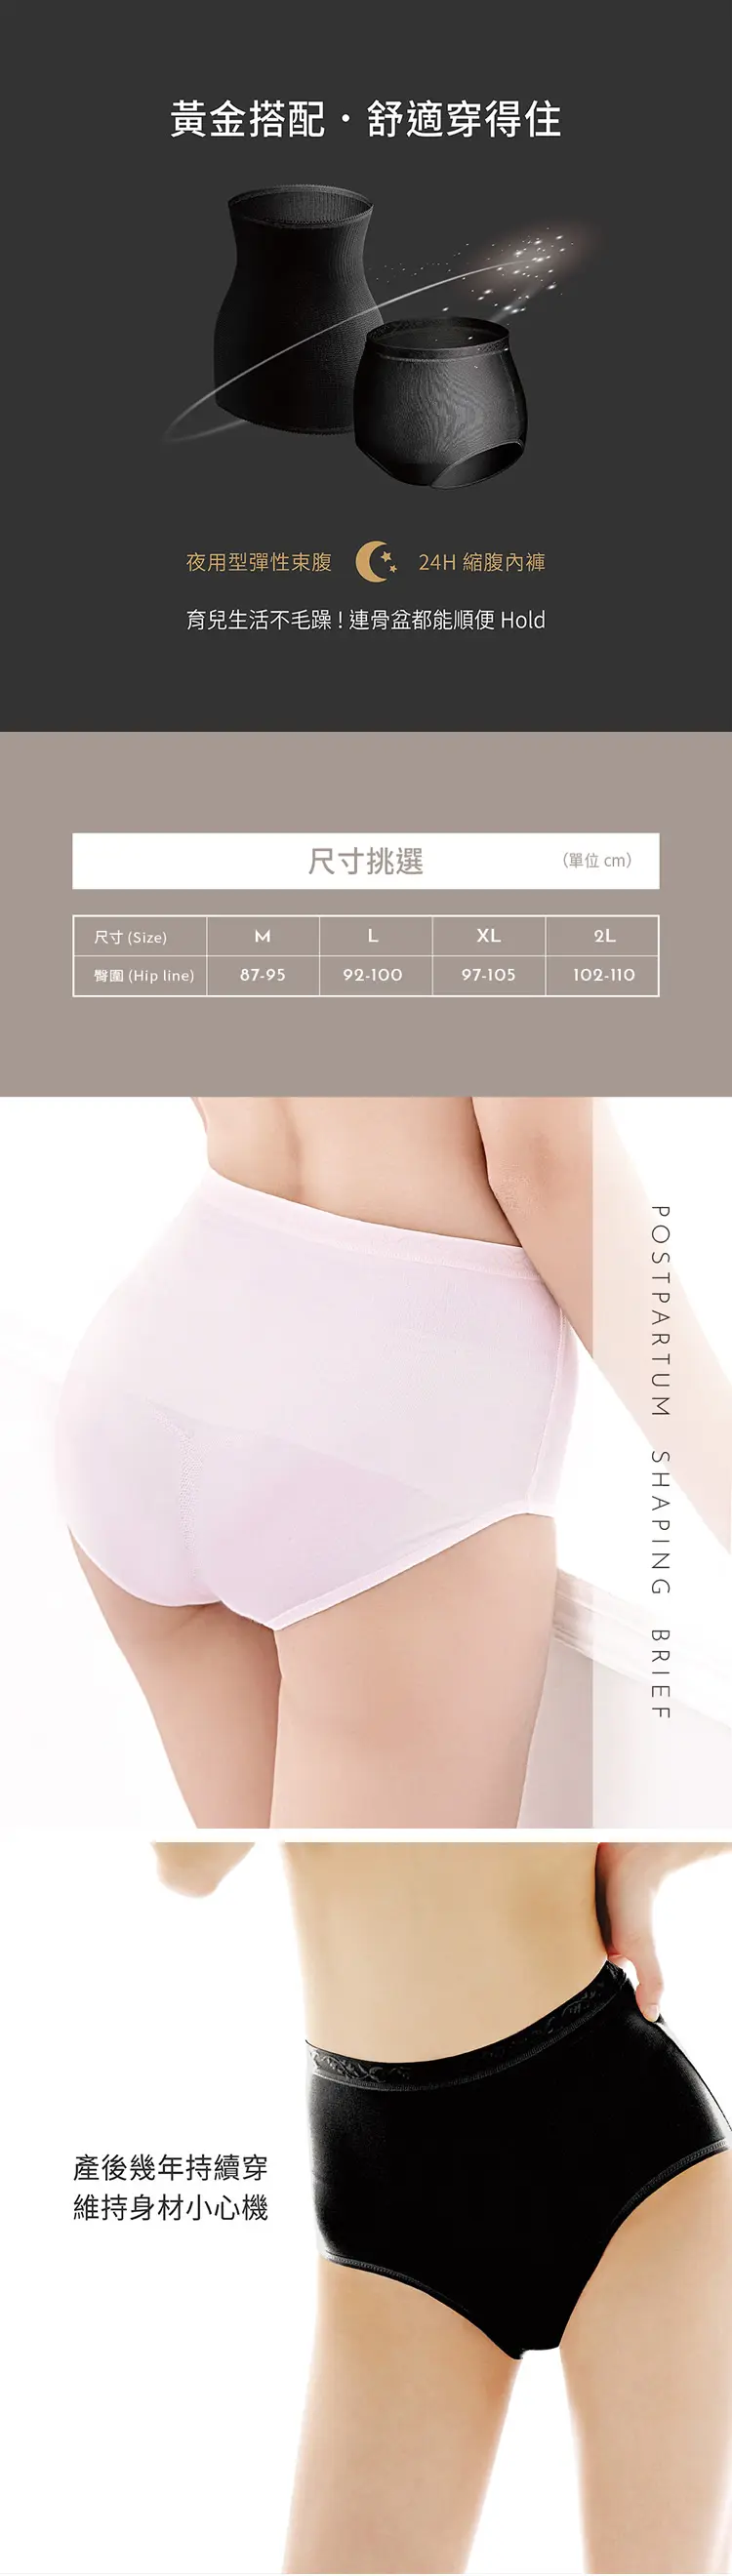 黃金搭配・舒適穿得住
夜用型彈性束腹 24H 縮腹內褲
育兒生活不毛躁!連骨盆都能順便 Hold
尺寸挑選 (單位 cm)
尺寸 (Size) M L XL 2L
臀圍 (Hip line) 87-95 92-100 97-105 102-110
POSTPARTUM SHAPING BRIEF
產後幾年持續穿
維持身材小心機